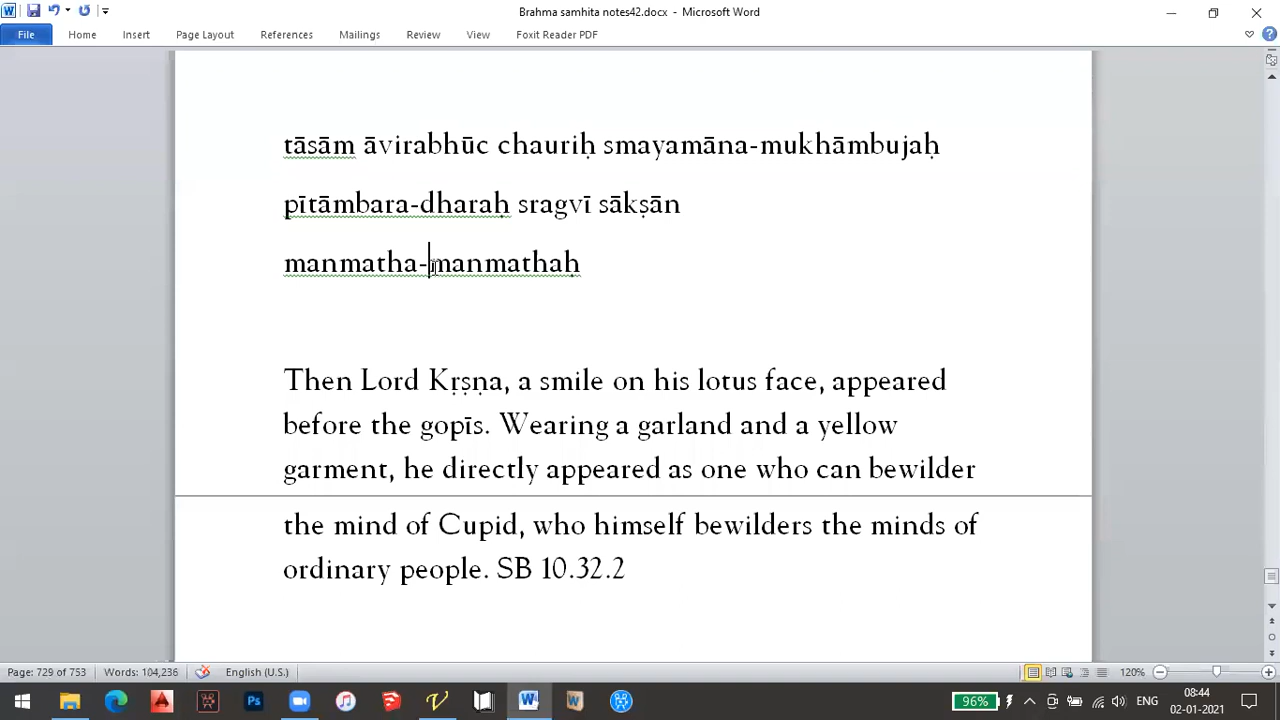 Brahma samhita notes42.docx - Microsoft Word
File Home Insert Page Layout References Mailings Review View Foxit Reader PDF
tāsām āvirabhūc chauriḥ smayamāna-mukhāmbujaḥ
pītāmbara-dharaḥ sragvī sākṣān
manmatha-manmathaḥ
Then Lord Kṛṣṇa, a smile on his lotus face, appeared
before the gopīs. Wearing a garland and a yellow
garment, he directly appeared as one who can bewilder
the mind of Cupid, who himself bewilders the minds of
ordinary people. SB 10.32.2
Page: 729 of 753 Words: 104,236 English (U.S.) 120%
96% ENG 08:44
02-01-2021